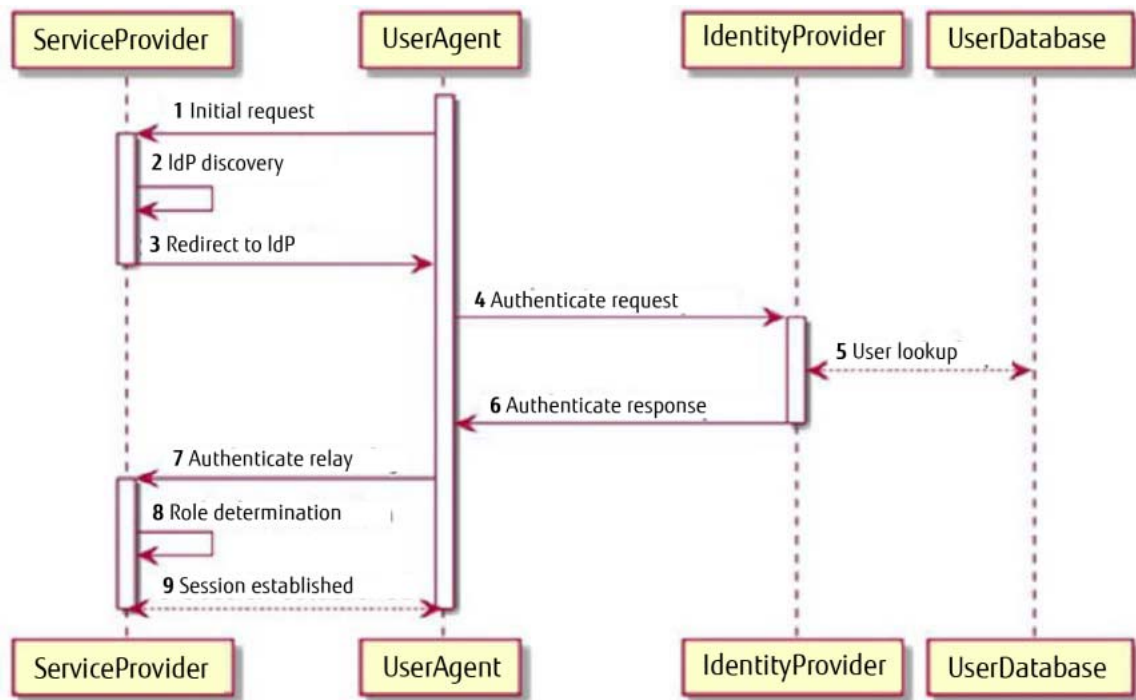 ServiceProvider UserAgent IdentityProvider UserDatabase
1 Initial request
2 IdP discovery
3 Redirect to IdP
4 Authenticate request
5 User lookup
6 Authenticate response
7 Authenticate relay
8 Role determination
9 Session established
ServiceProvider UserAgent IdentityProvider UserDatabase